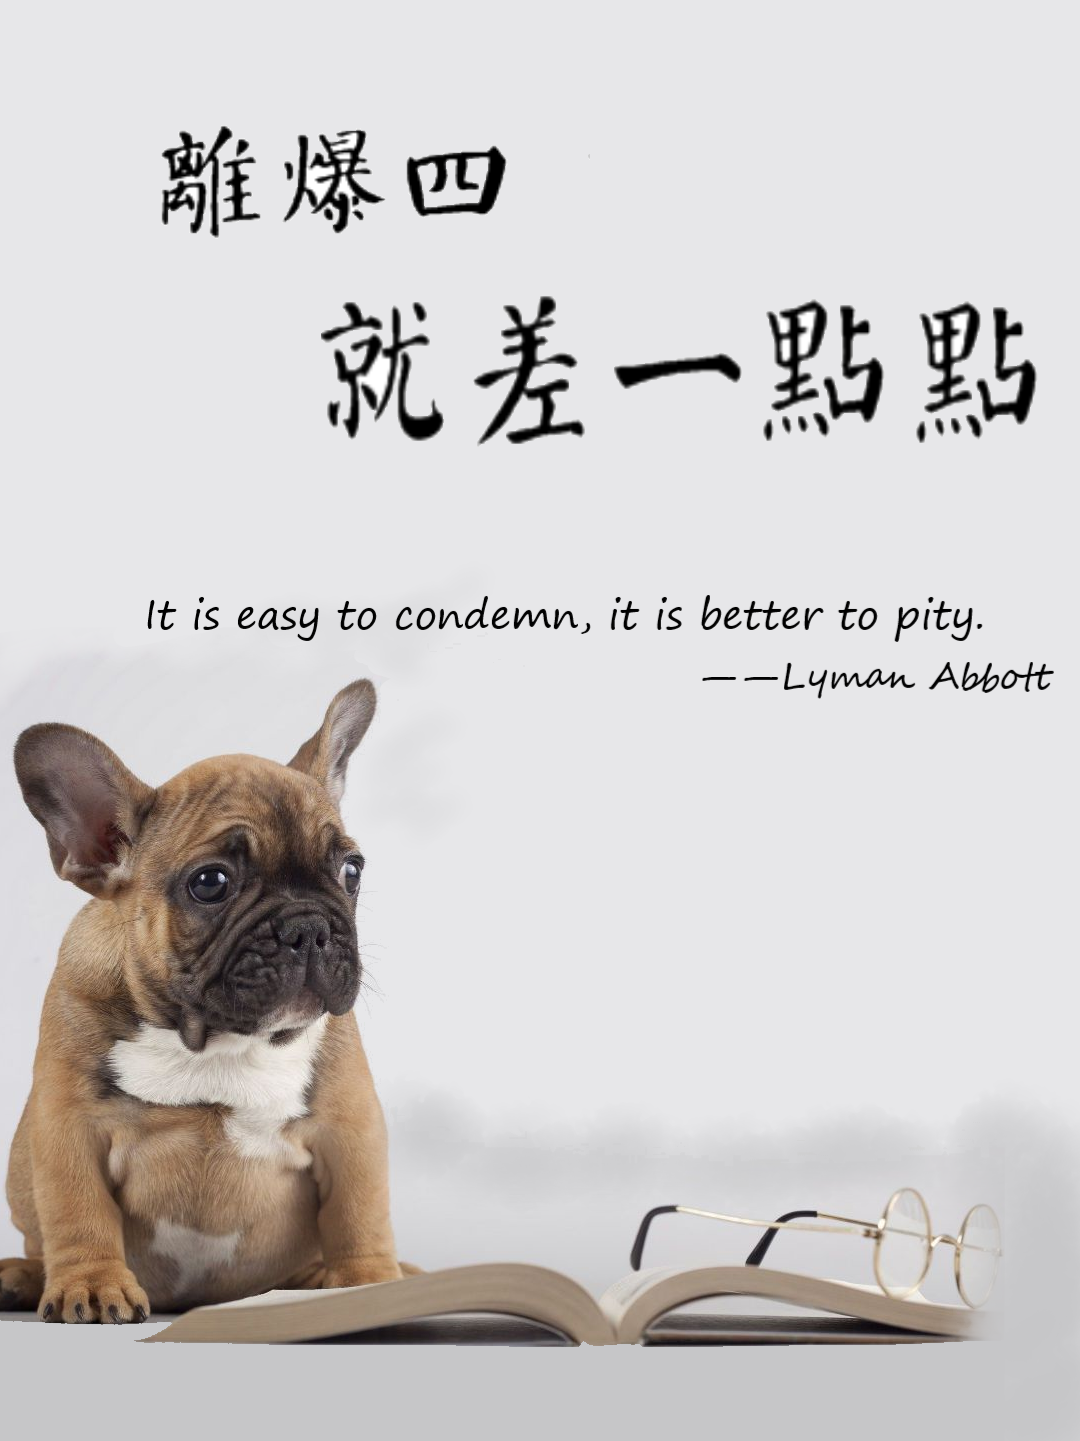 離爆四
就差一點點
It is easy to condemn, it is better to pity.
——Lyman Abbott